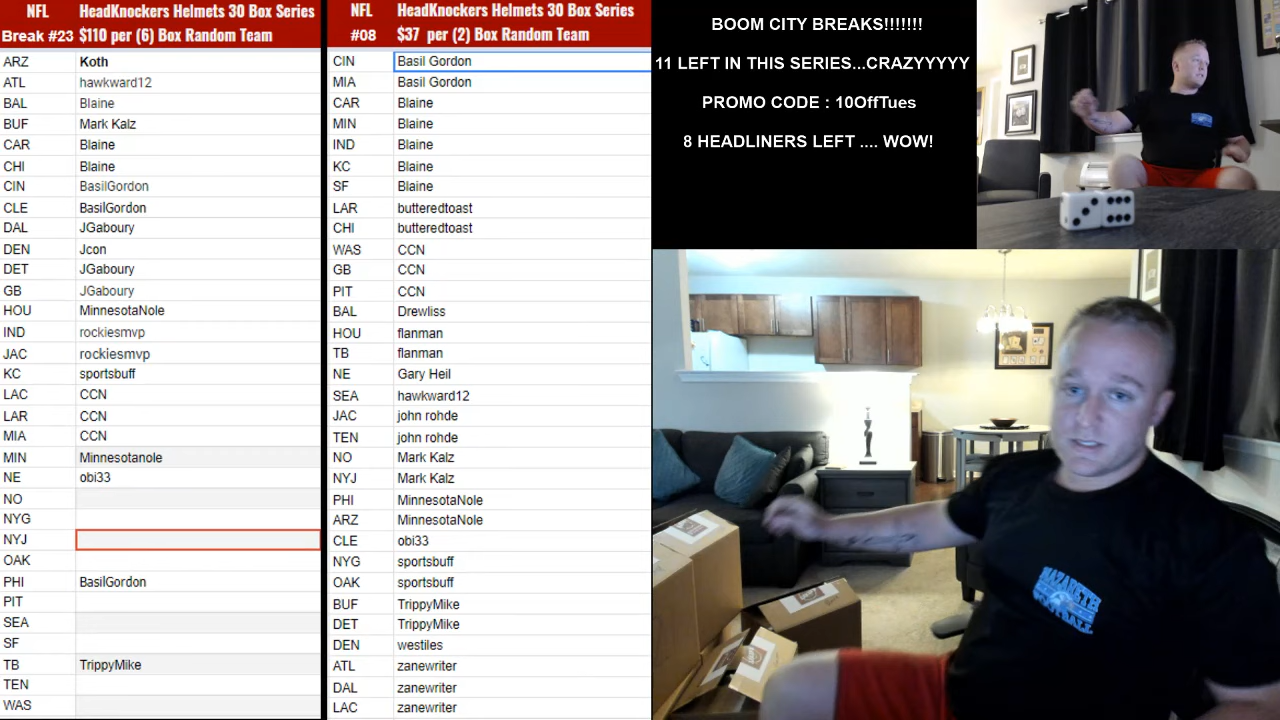 NFL HeadKnockers Helmets 30 Box Series
Break #23 $110 per (6) Box Random Team
ARZ Koth
ATL hawkward12
BAL Blaine
BUF Mark Kalz
CAR Blaine
CHI Blaine
CIN BasilGordon
CLE BasilGordon
DAL JGaboury
DEN Jcon
DET JGaboury
GB JGaboury
HOU MinnesotaNole
IND rockiesmvp
JAC rockiesmvp
KC sportsbuff
LAC CCN
LAR CCN
MIA CCN
MIN Minnesotanole
NE obi33
NO
NYG
NYJ
OAK
PHI BasilGordon
PIT
SEA
SF
TB TrippyMike
TEN
WAS
NFL HeadKnockers Helmets 30 Box Series
#08 $37 per (2) Box Random Team
CIN Basil Gordon
MIA Basil Gordon
CAR Blaine
MIN Blaine
IND Blaine
KC Blaine
SF Blaine
LAR butteredtoast
CHI butteredtoast
WAS CCN
GB CCN
PIT CCN
BAL Drewliss
HOU flanman
TB flanman
NE Gary Heil
SEA hawkward12
JAC john rohde
TEN john rohde
NO Mark Kalz
NYJ Mark Kalz
PHI MinnesotaNole
ARZ MinnesotaNole
CLE obi33
NYG sportsbuff
OAK sportsbuff
BUF TrippyMike
DET TrippyMike
DEN westiles
ATL zanewriter
DAL zanewriter
LAC zanewriter
BOOM CITY BREAKS!!!!!!!
11 LEFT IN THIS SERIES...CRAZYYYYY
PROMO CODE : 10OffTues
8 HEADLINERS LEFT .... WOW!
NAZARETH
FOOTBALL